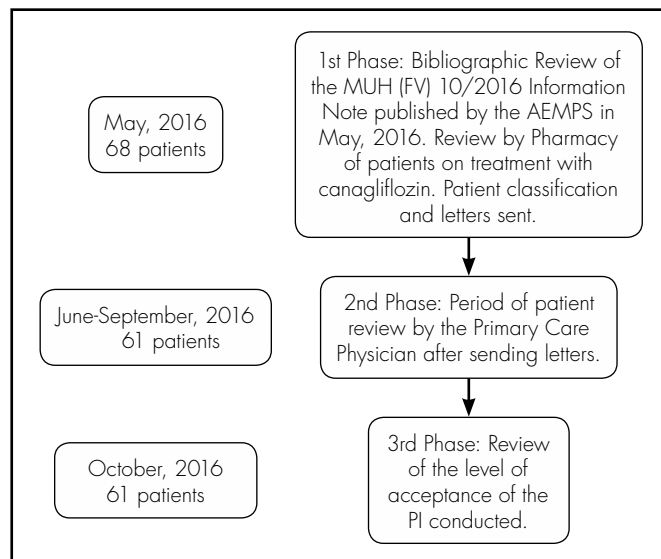 May, 2016
68 patients
1st Phase: Bibliographic Review of
the MUH (FV) 10/2016 Information
Note published by the AEMPS in
May, 2016. Review by Pharmacy
of patients on treatment with
canagliflozin. Patient classification
and letters sent.
June-September, 2016
61 patients
2nd Phase: Period of patient
review by the Primary Care
Physician after sending letters.
October, 2016
61 patients
3rd Phase: Review
of the level of
acceptance of the
PI conducted.